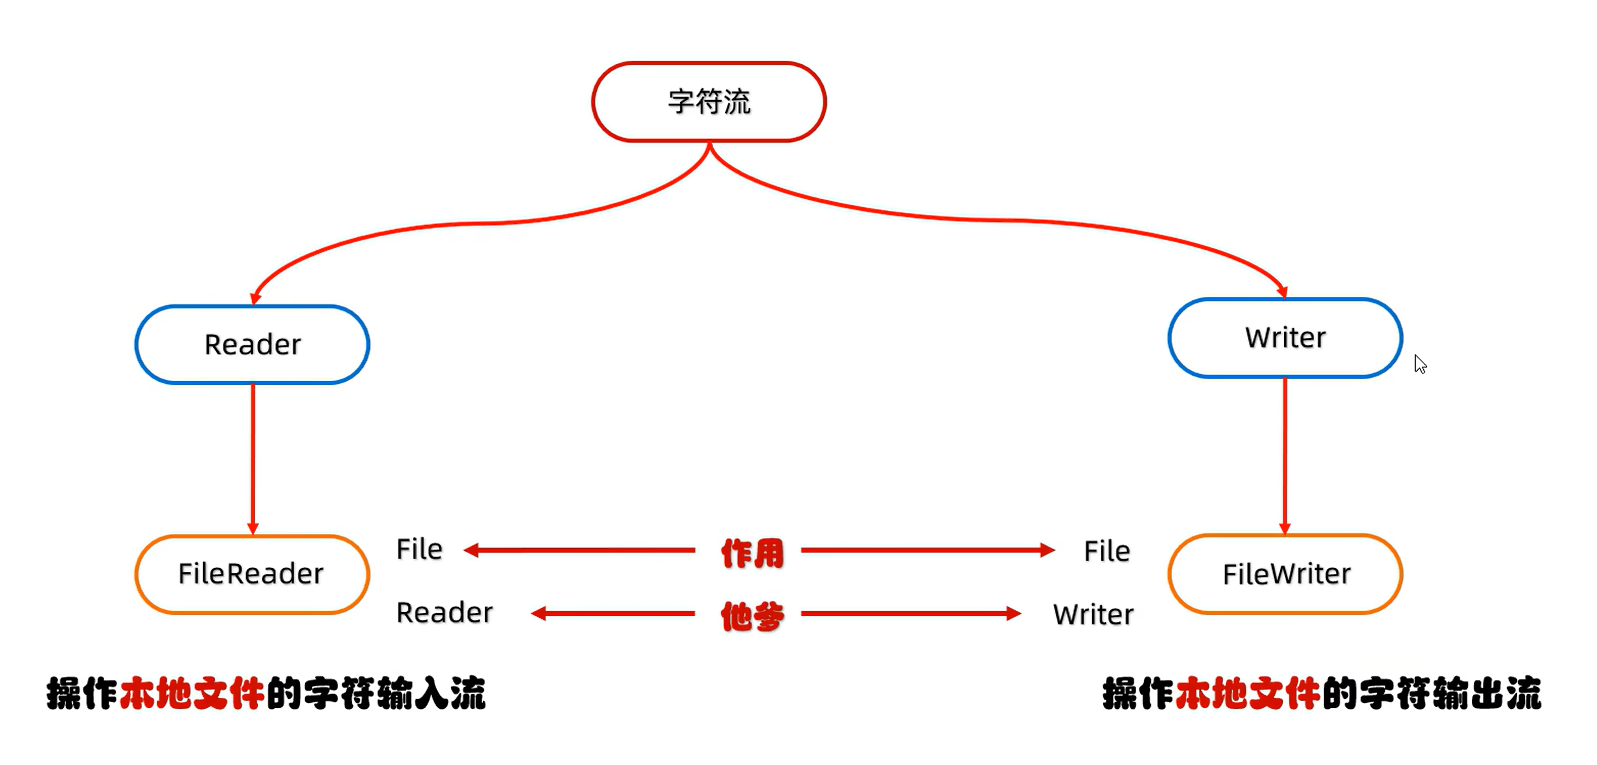 字符流
Reader
Writer
FileReader
File
作用
File
FileWriter
Reader
他爹
Writer
操作本地文件的字符输入流
操作本地文件的字符输出流